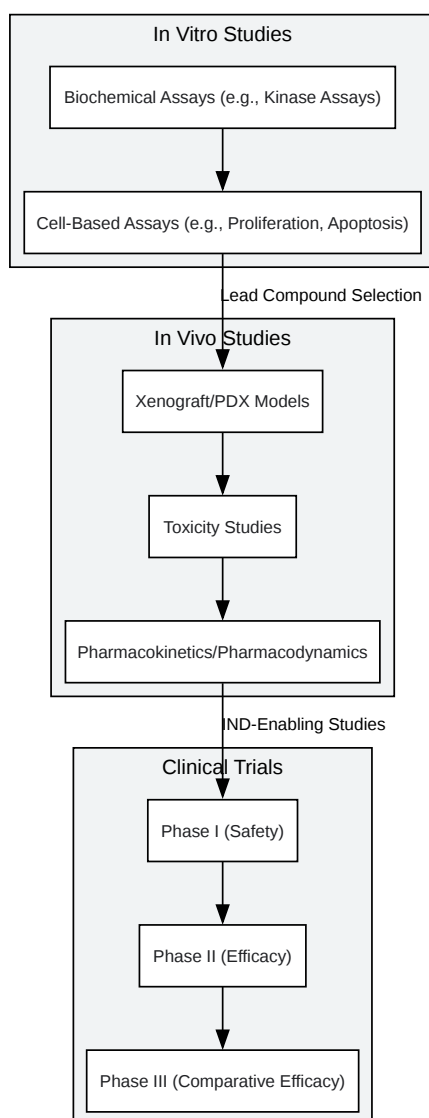 In Vitro Studies
Biochemical Assays (e.g., Kinase Assays)
Cell-Based Assays (e.g., Proliferation, Apoptosis)
Lead Compound Selection
In Vivo Studies
Xenograft/PDX Models
Toxicity Studies
Pharmacokinetics/Pharmacodynamics
IND-Enabling Studies
Clinical Trials
Phase I (Safety)
Phase II (Efficacy)
Phase III (Comparative Efficacy)